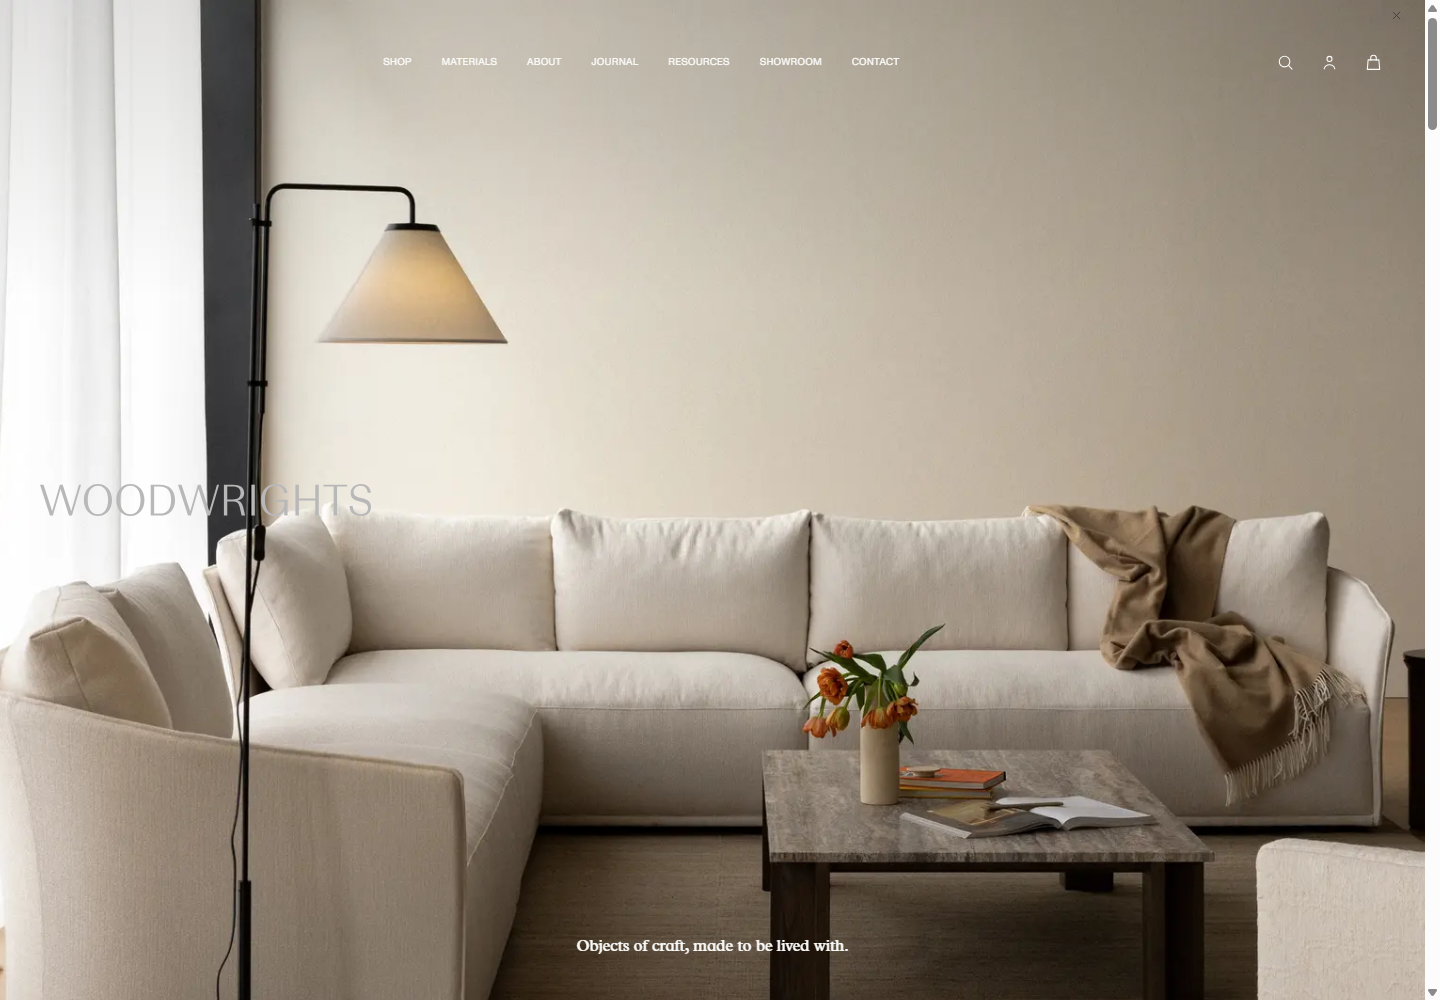 SHOP MATERIALS ABOUT JOURNAL RESOURCES SHOWROOM CONTACT
WOODWRIGHTS
Objects of craft, made to be lived with.